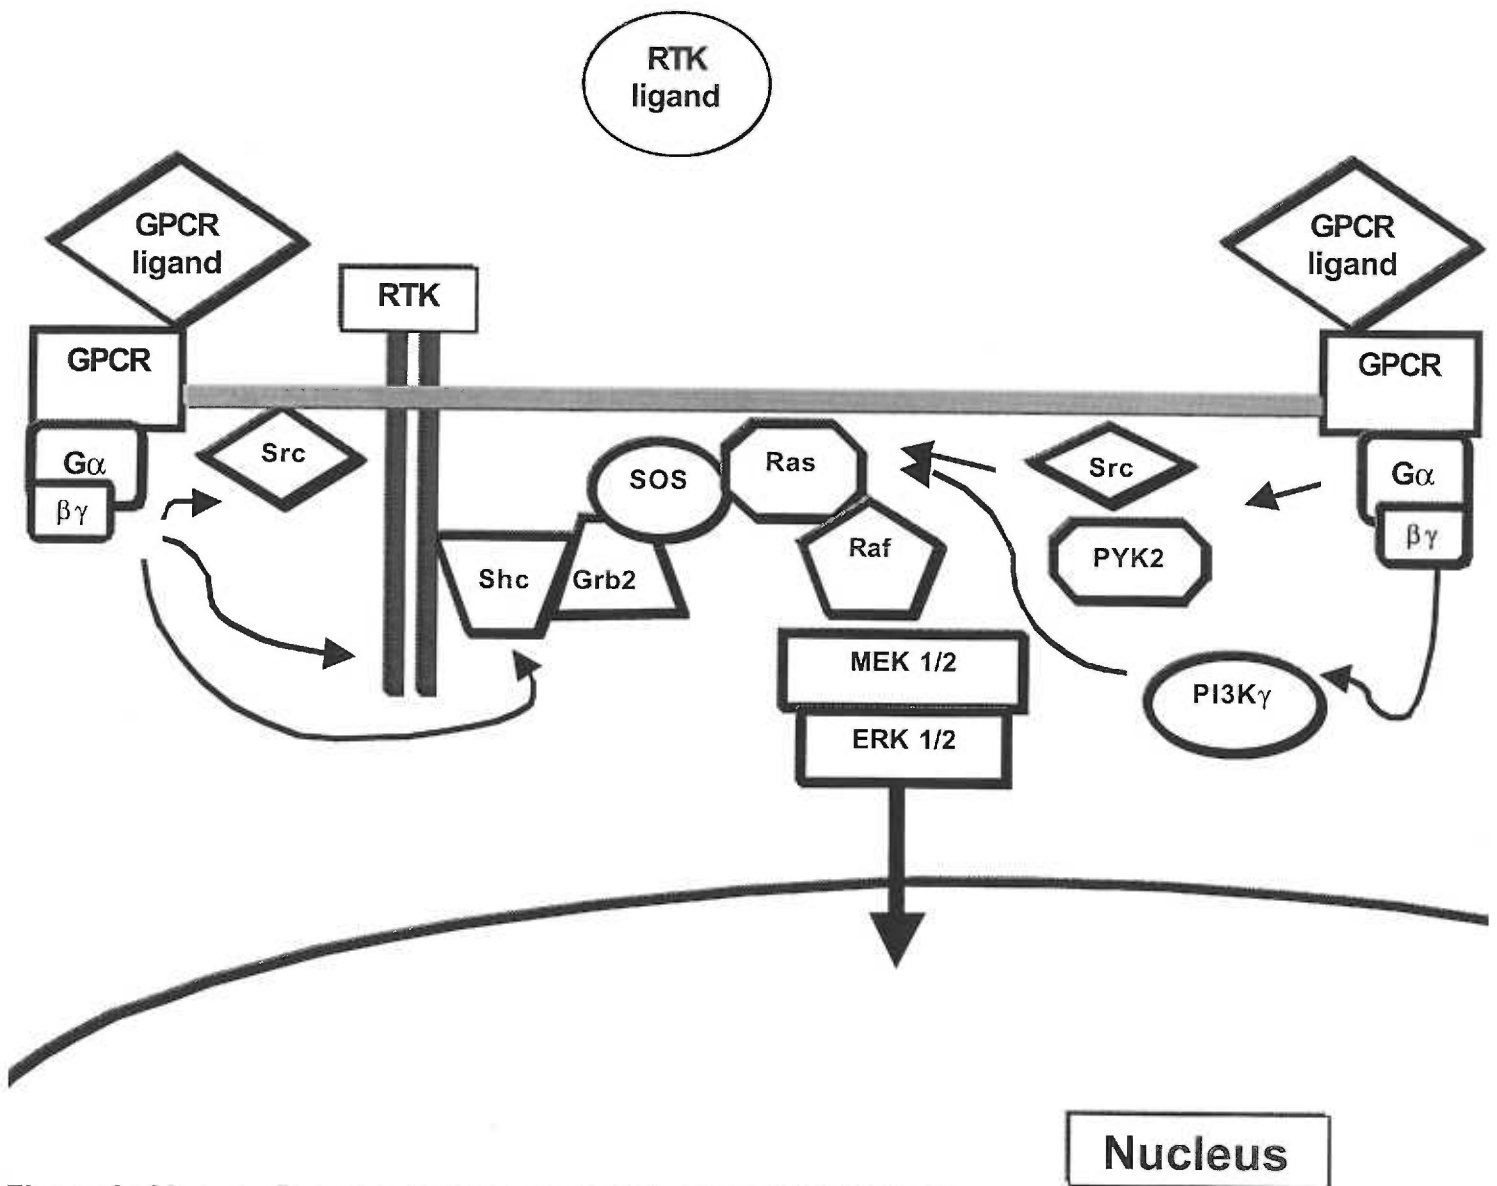 RTK
ligand
GPCR
ligand
GPCR
ligand
RTK
GPCR
GPCR
Gα
βγ
Src
SOS
Ras
Src
Gα
βγ
Shc
Grb2
Raf
PYK2
MEK 1/2
ERK 1/2
PI3Kγ
Nucleus